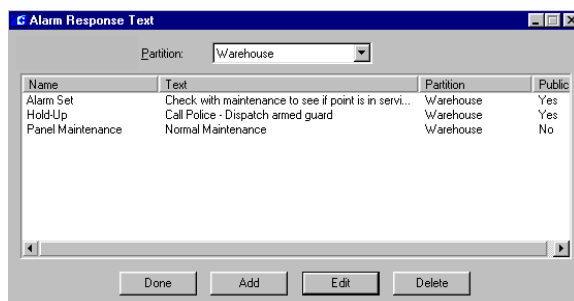 Alarm Response Text
Partition: Warehouse
Name Text Partition Public
Alarm Set Check with maintenance to see if point is in servi... Warehouse Yes
Hold-Up Call Police - Dispatch armed guard Warehouse Yes
Panel Maintenance Normal Maintenance Warehouse No
Done Add Edit Delete